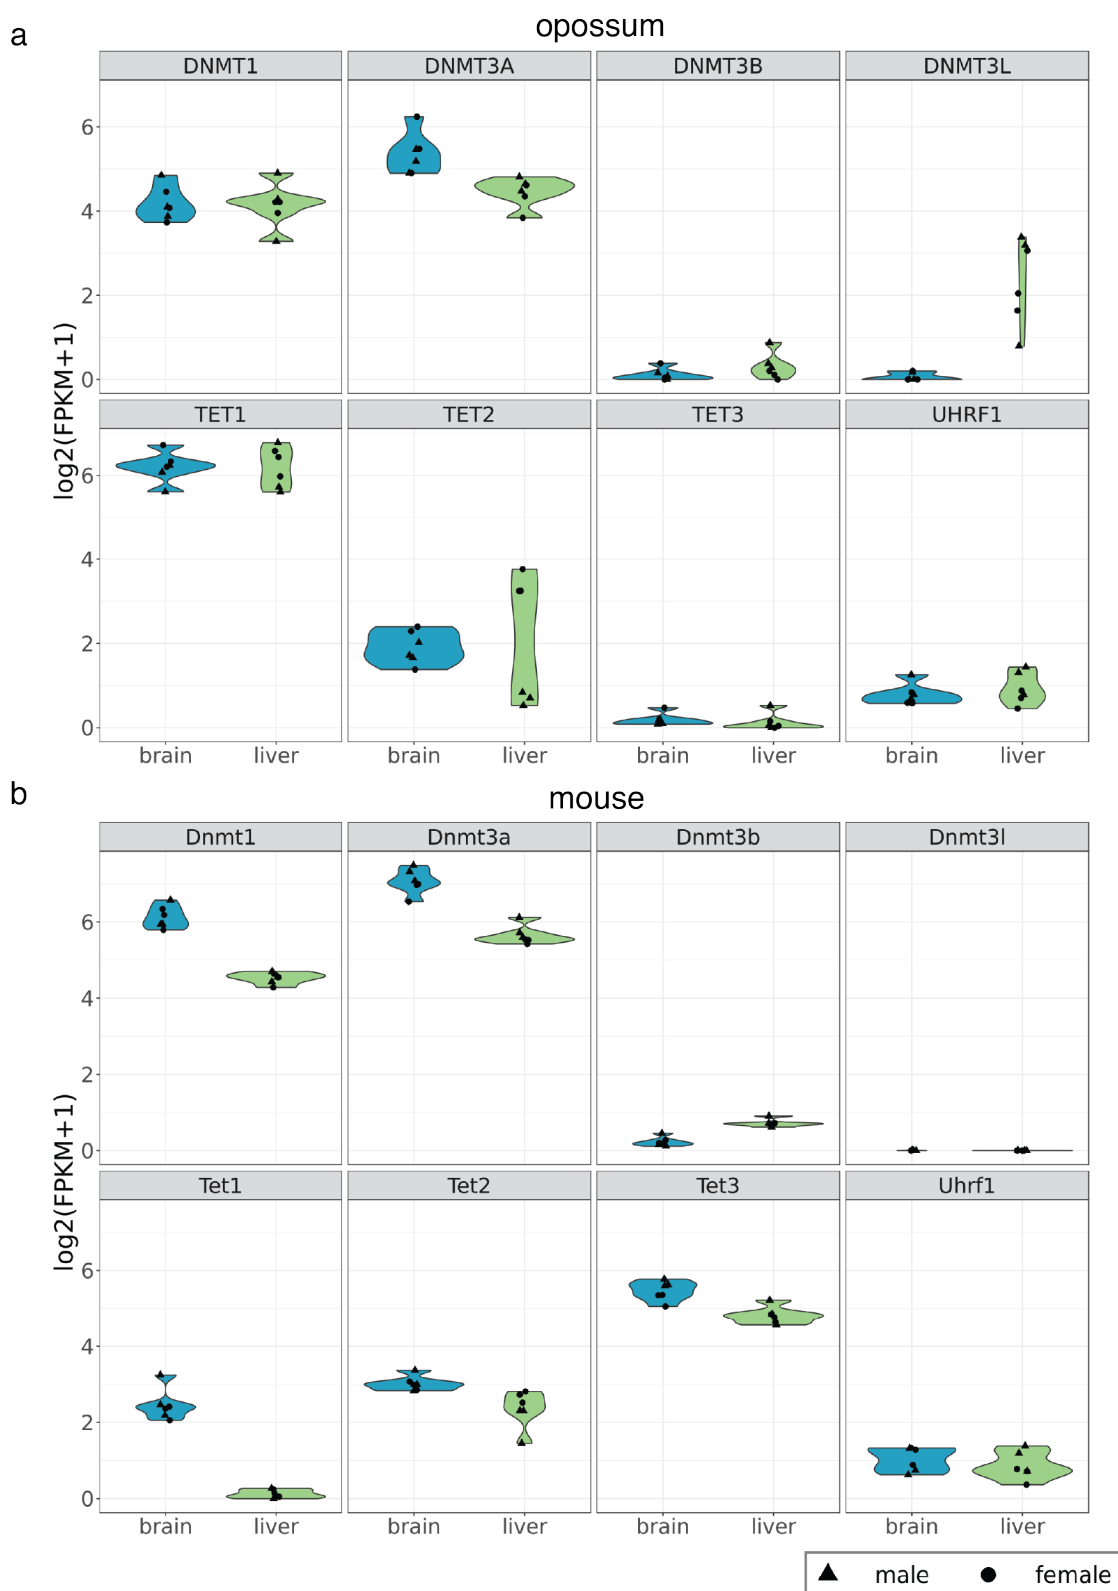 a
opossum
DNMT1 DNMT3A DNMT3B DNMT3L
6
4
2
0
log2(FPKM+1)
TET1 TET2 TET3 UHRF1
6
4
2
0
brain liver brain liver brain liver brain liver
b
mouse
Dnmt1 Dnmt3a Dnmt3b Dnmt3l
6
4
2
0
log2(FPKM+1)
Tet1 Tet2 Tet3 Uhrf1
6
4
2
0
brain liver brain liver brain liver brain liver
male female